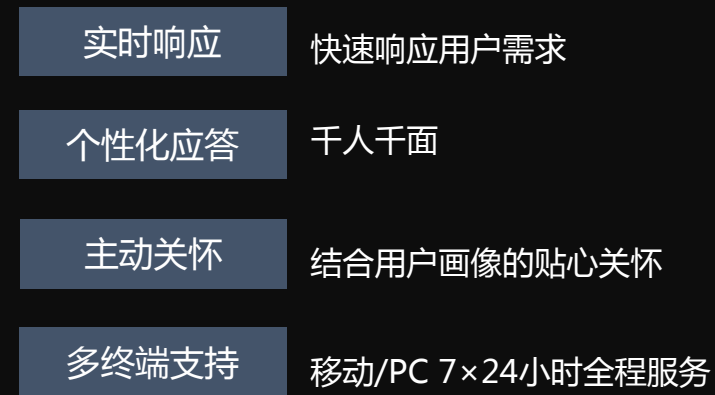 实时响应
快速响应用户需求
个性化应答
千人千面
主动关怀
结合用户画像的贴心关怀
多终端支持
移动/PC 7×24小时全程服务